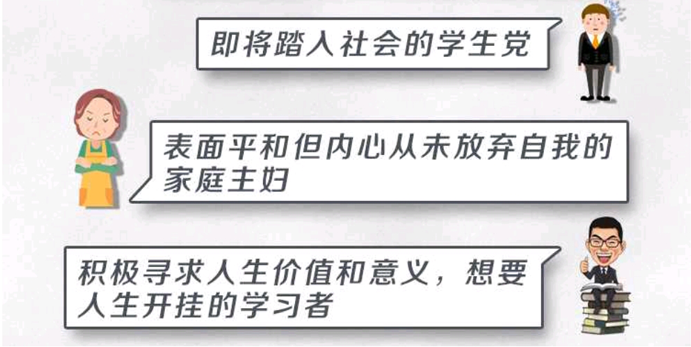 即将踏入社会的学生党
表面平和但内心从未放弃自我的
家庭主妇
积极寻求人生价值和意义，想要
人生开挂的学习者